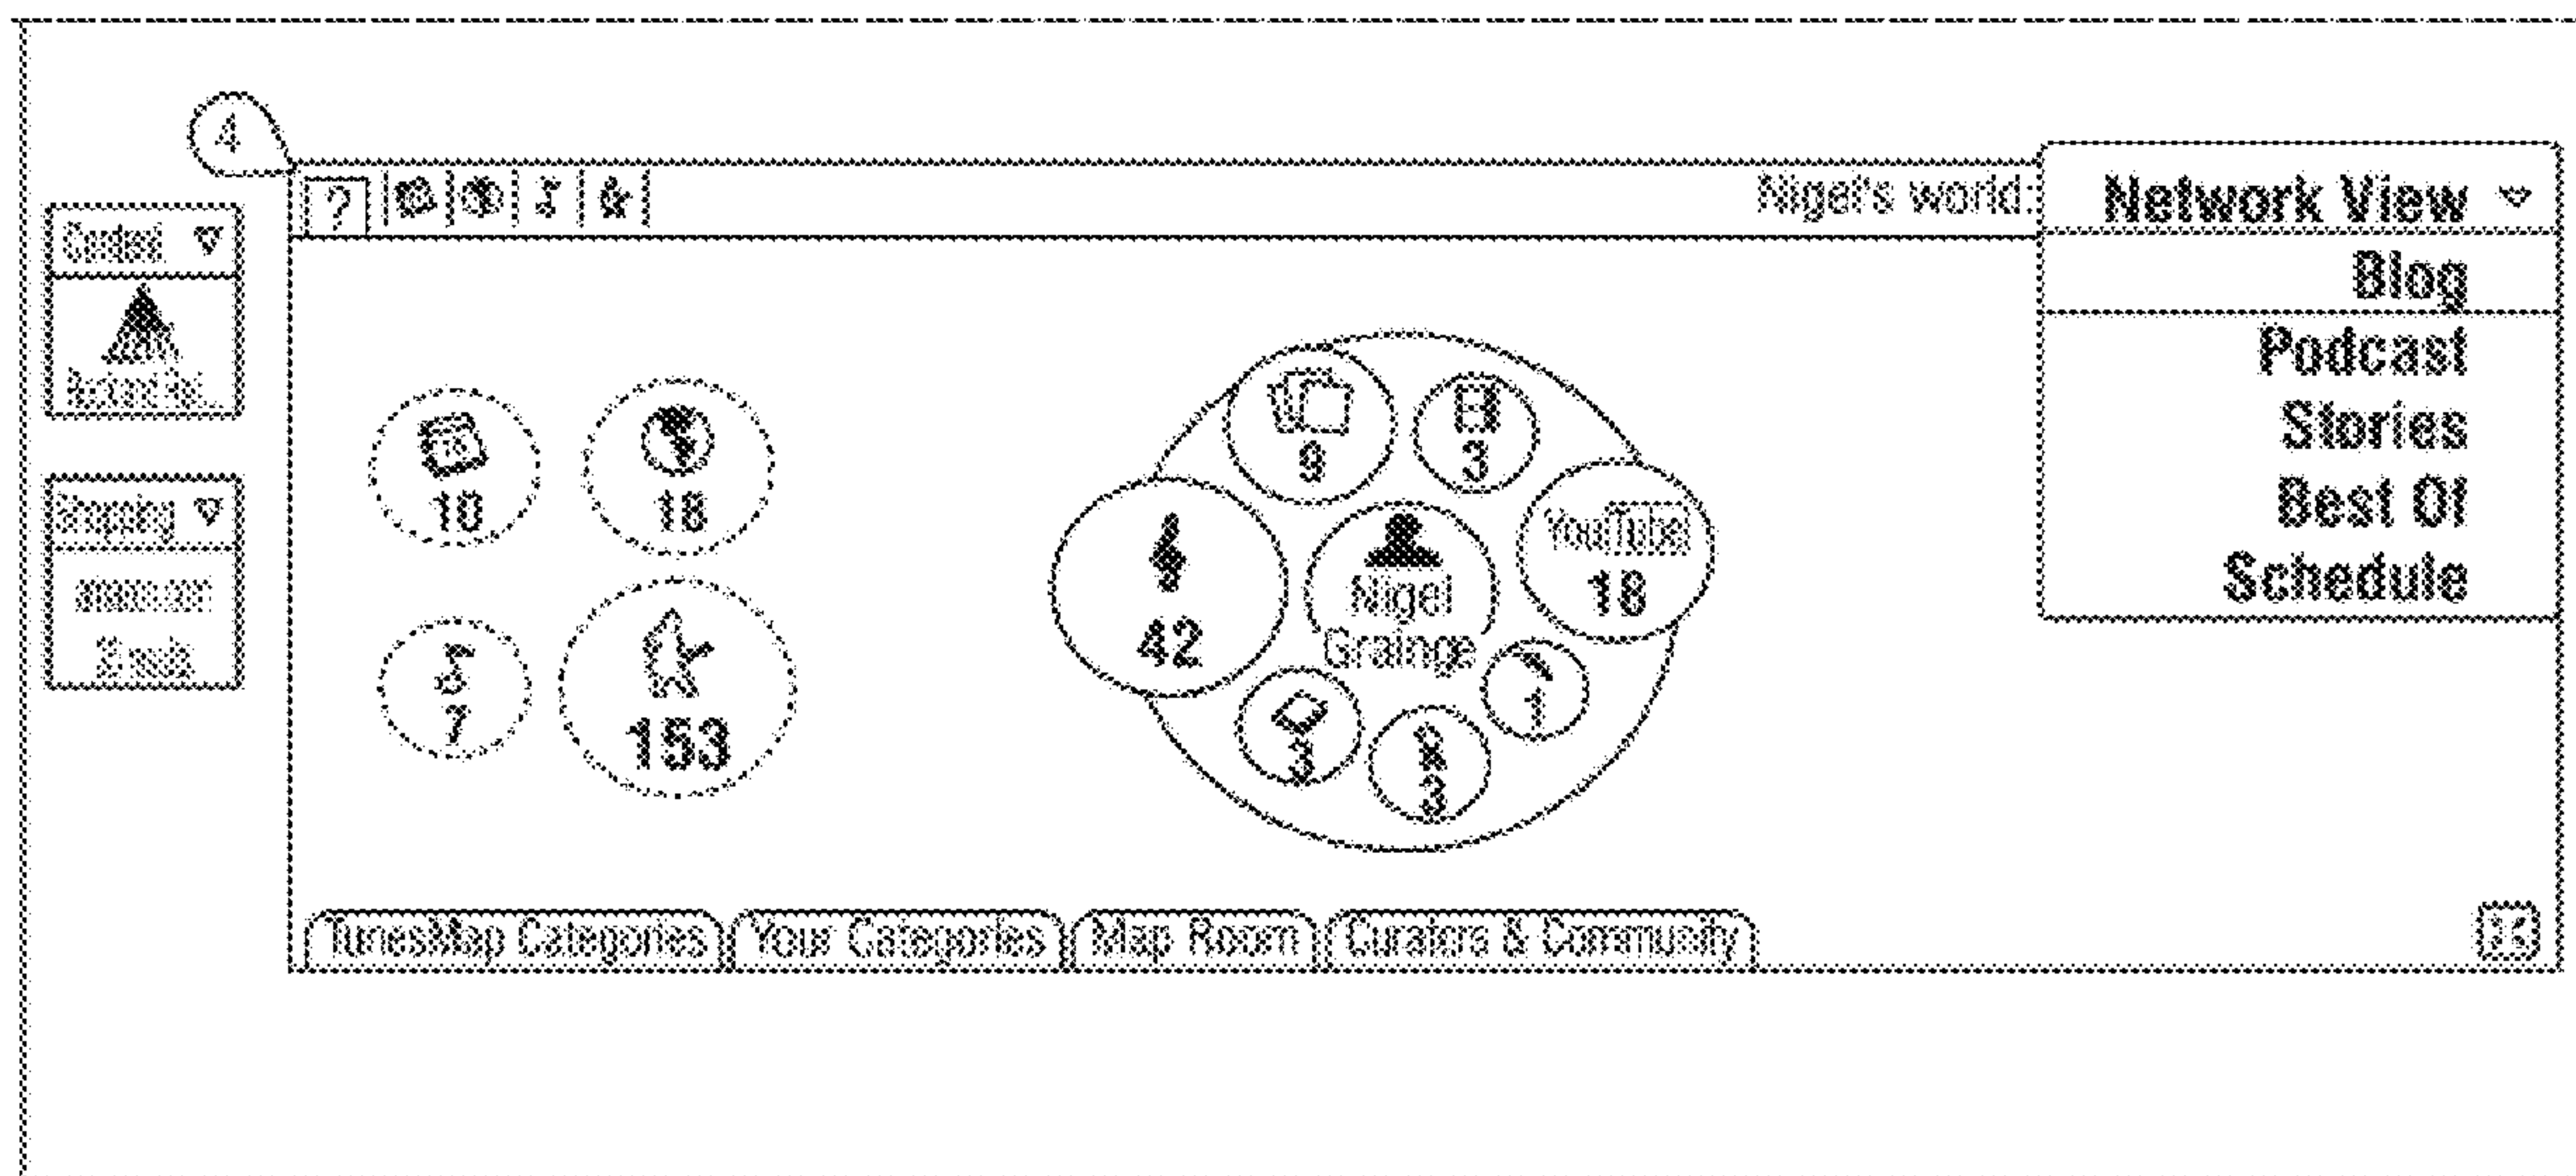 4
?
Nigel's world:
Network View
Blog
Podcast
Stories
Best Of
Schedule
Shopping
10
18
7
153
9
3
YouTube
18
42
Nigel
Grainge
1
3
3
TunesMap Categories
Your Categories
Map Room
Curators & Community